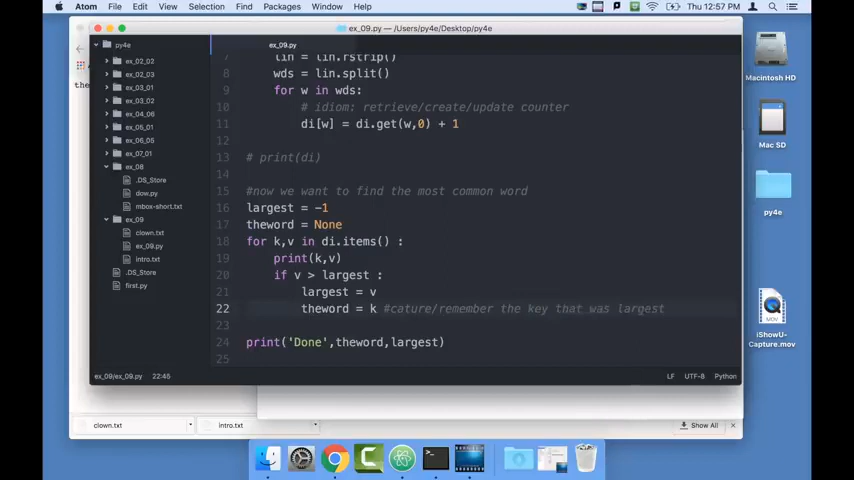 Atom File Edit View Selection Find Packages Window Help Thu 12:57 PM
ex_09.py — /Users/py4e/Desktop/py4e
py4e
ex_02_02
ex_02_03
ex_03_01
ex_03_02
ex_04_06
ex_05_01
ex_06_05
ex_07_01
ex_08
.DS_Store
dow.py
mbox-short.txt
ex_09
clown.txt
ex_09.py
intro.txt
.DS_Store
first.py
ex_09.py
7 lin = lin.rstrip()
8 wds = lin.split()
9 for w in wds:
10 # idiom: retrieve/create/update counter
11 di[w] = di.get(w,0) + 1
12
13 # print(di)
14
15 #now we want to find the most common word
16 largest = -1
17 theword = None
18 for k,v in di.items() :
19 print(k,v)
20 if v > largest :
21 largest = v
22 theword = k #cature/remember the key that was largest
23
24 print('Done',theword,largest)
25
ex_09/ex_09.py 22:45 LF UTF-8 Python
the
clown.txt intro.txt Show All
Macintosh HD
Mac SD
py4e
MOV
iShowU-
Capture.mov